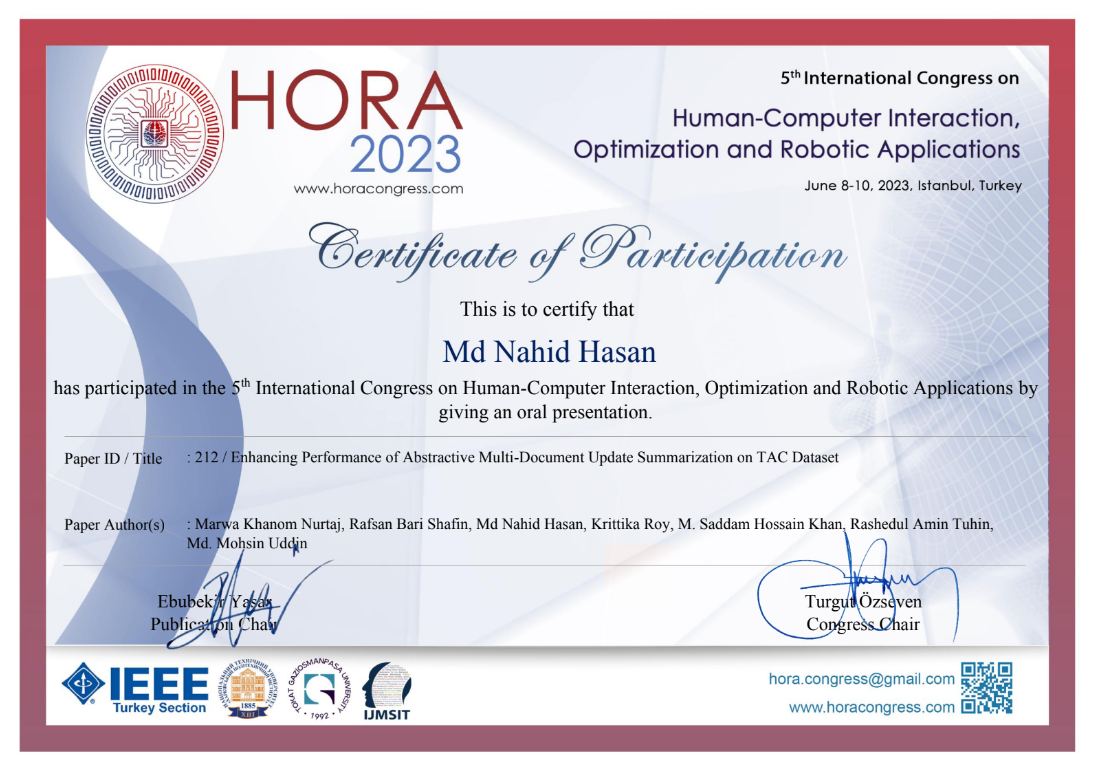 HORA
2023
www.horacongress.com
5th International Congress on
Human-Computer Interaction,
Optimization and Robotic Applications
June 8-10, 2023, Istanbul, Turkey
Certificate of Participation
This is to certify that
Md Nahid Hasan
has participated in the 5th International Congress on Human-Computer Interaction, Optimization and Robotic Applications by
giving an oral presentation.
Paper ID / Title : 212 / Enhancing Performance of Abstractive Multi-Document Update Summarization on TAC Dataset
Paper Author(s) : Marwa Khanom Nurtaj, Rafsan Bari Shafin, Md Nahid Hasan, Krittika Roy, M. Saddam Hossain Khan, Rashedul Amin Tuhin,
Md. Mohsin Uddin
Ebubekir Yaşar
Publication Chair
Turgut Özseven
Congress Chair
IEEE
Turkey Section
1885
ХПІ
TOKAT GAZIOSMANPASA UNIVERSITY
1992
IJMSIT
hora.congress@gmail.com
www.horacongress.com